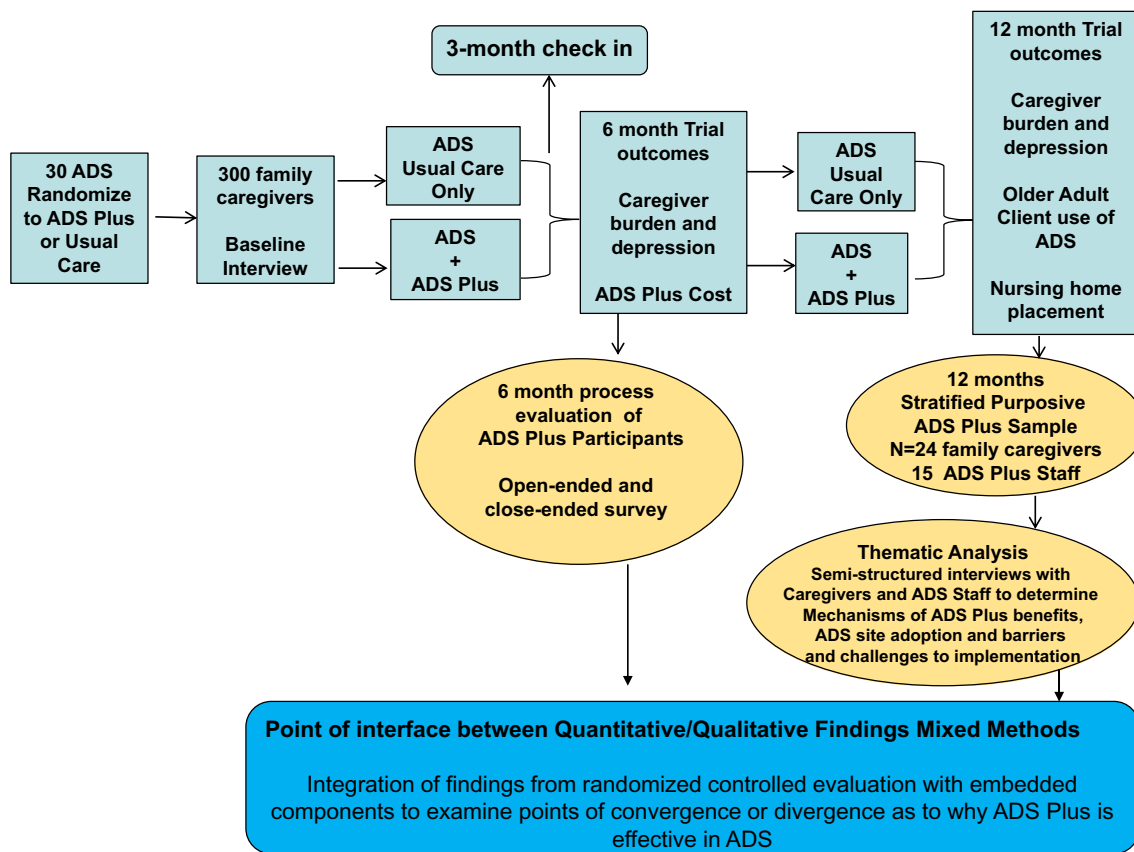 3-month check in
30 ADS
Randomize
to ADS Plus
or Usual
Care
300 family
caregivers
Baseline
Interview
ADS
Usual Care
Only
ADS
+
ADS Plus
6 month Trial
outcomes
Caregiver
burden and
depression
ADS Plus Cost
ADS
Usual
Care Only
ADS
+
ADS Plus
12 month Trial
outcomes
Caregiver
burden and
depression
Older Adult
Client use of
ADS
Nursing home
placement
6 month process
evaluation of
ADS Plus Participants
Open-ended and
close-ended survey
12 months
Stratified Purposive
ADS Plus Sample
N=24 family caregivers
15 ADS Plus Staff
Thematic Analysis
Semi-structured interviews with
Caregivers and ADS Staff to determine
Mechanisms of ADS Plus benefits,
ADS site adoption and barriers
and challenges to implementation
Point of interface between Quantitative/Qualitative Findings Mixed Methods
Integration of findings from randomized controlled evaluation with embedded
components to examine points of convergence or divergence as to why ADS Plus is
effective in ADS